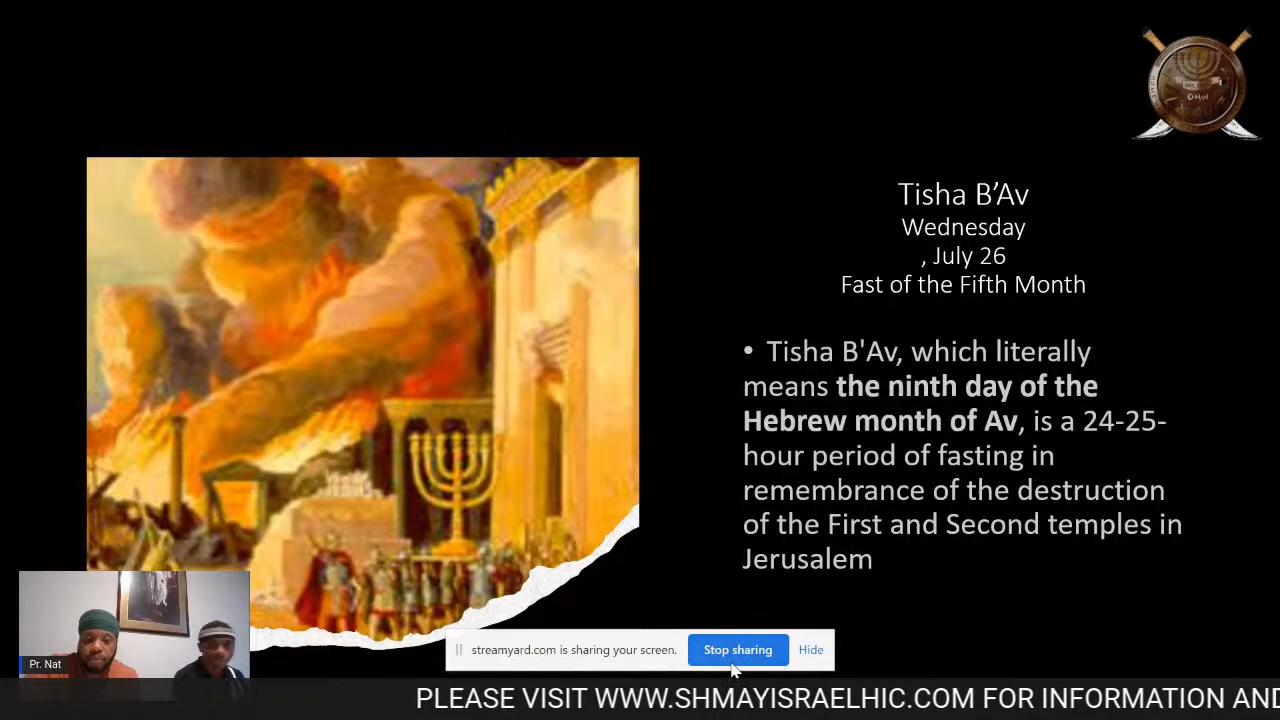 Tisha B’Av
Wednesday
, July 26
Fast of the Fifth Month
• Tisha B'Av, which literally
means the ninth day of the
Hebrew month of Av, is a 24-25-
hour period of fasting in
remembrance of the destruction
of the First and Second temples in
Jerusalem
Pr. Nat
streamyard.com is sharing your screen.
Stop sharing
Hide
PLEASE VISIT WWW.SHMAYISRAELHIC.COM FOR INFORMATION AND